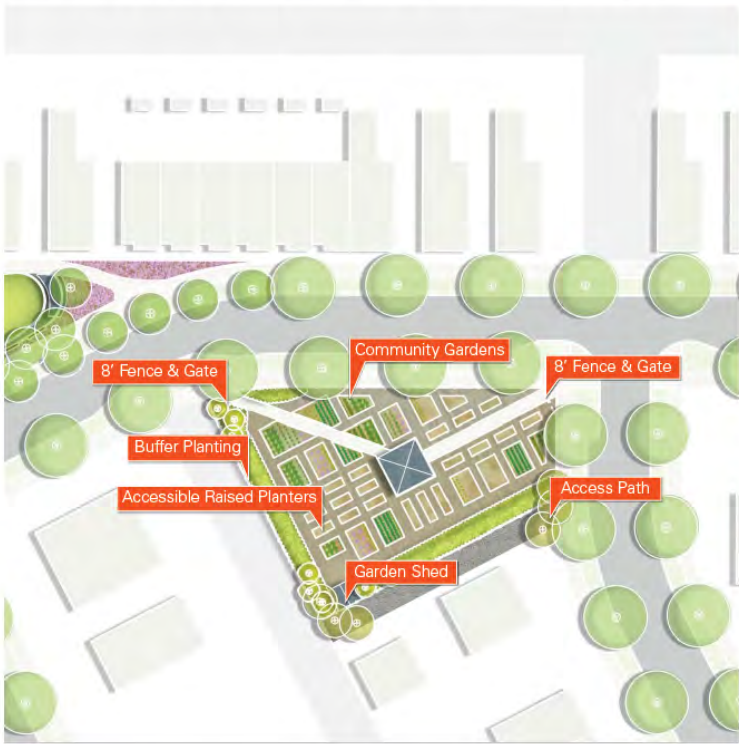 Community Gardens
8' Fence & Gate
8' Fence & Gate
Buffer Planting
Accessible Raised Planters
Access Path
Garden Shed